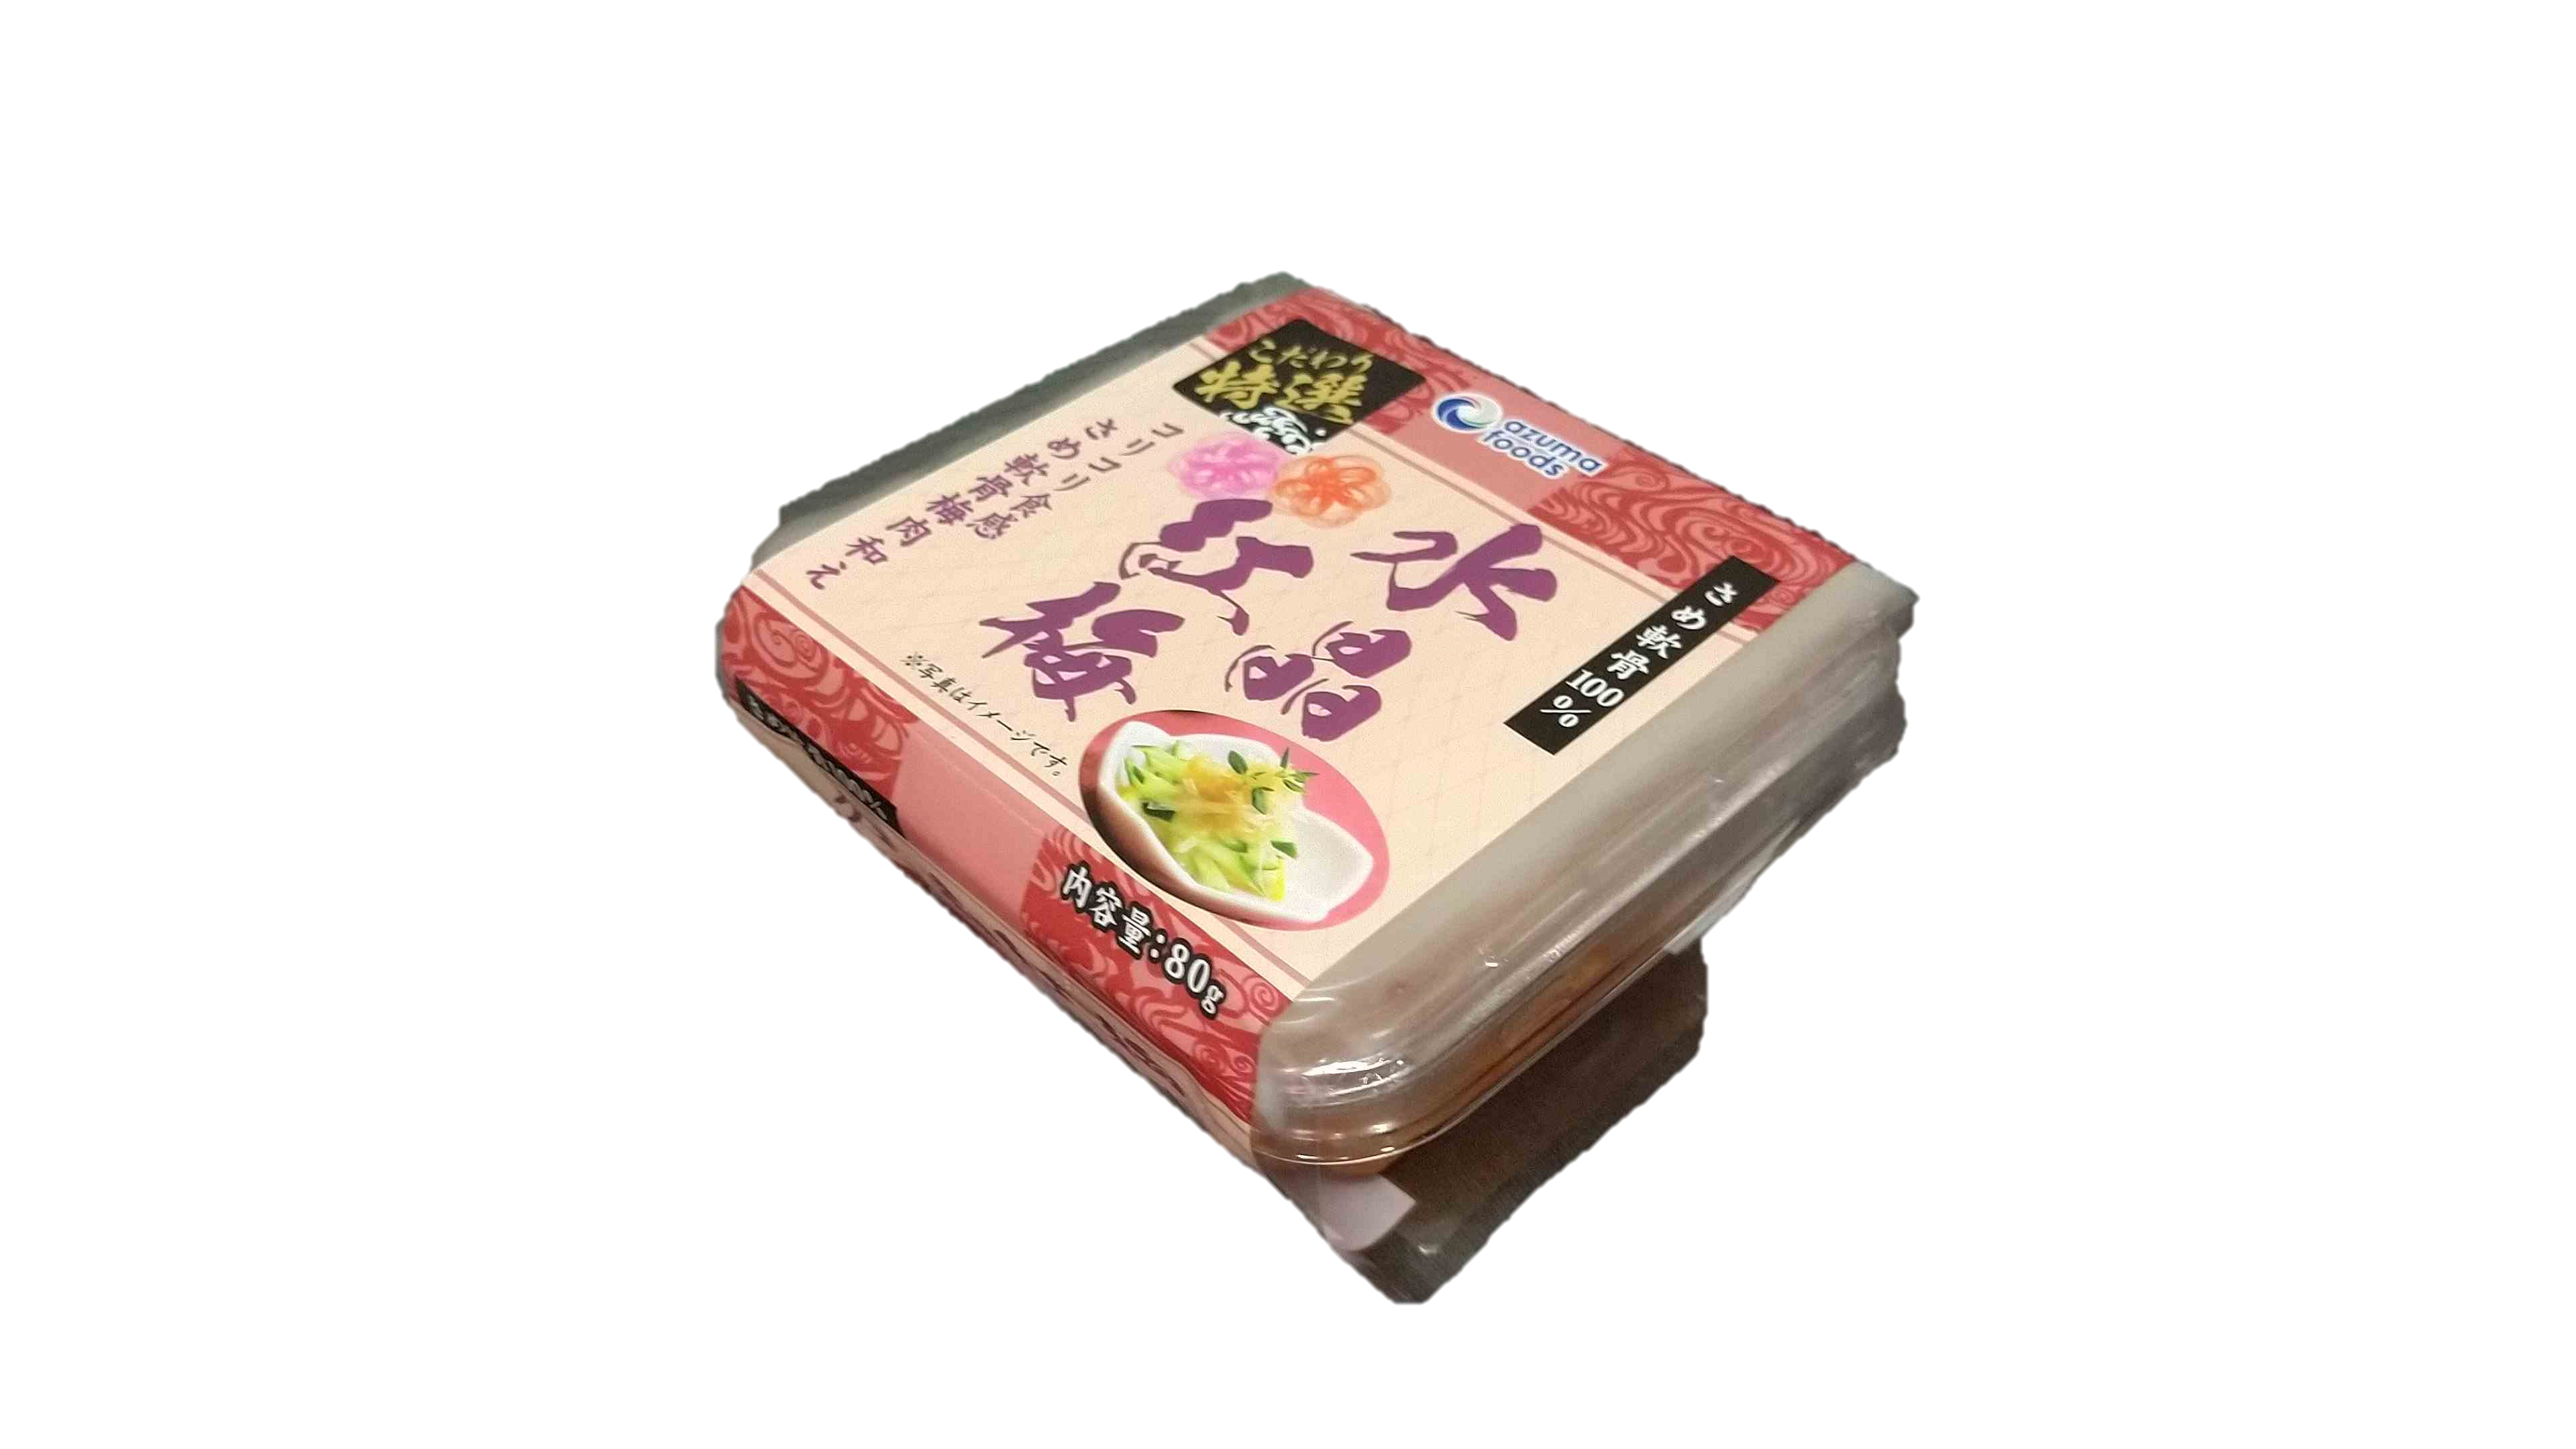 こだわり
特選
azuma
foods
さめ軟骨100%
水晶
紅梅
コリコリ食感
さめ軟骨梅肉和え
※写真はイメージです。
内容量:80g